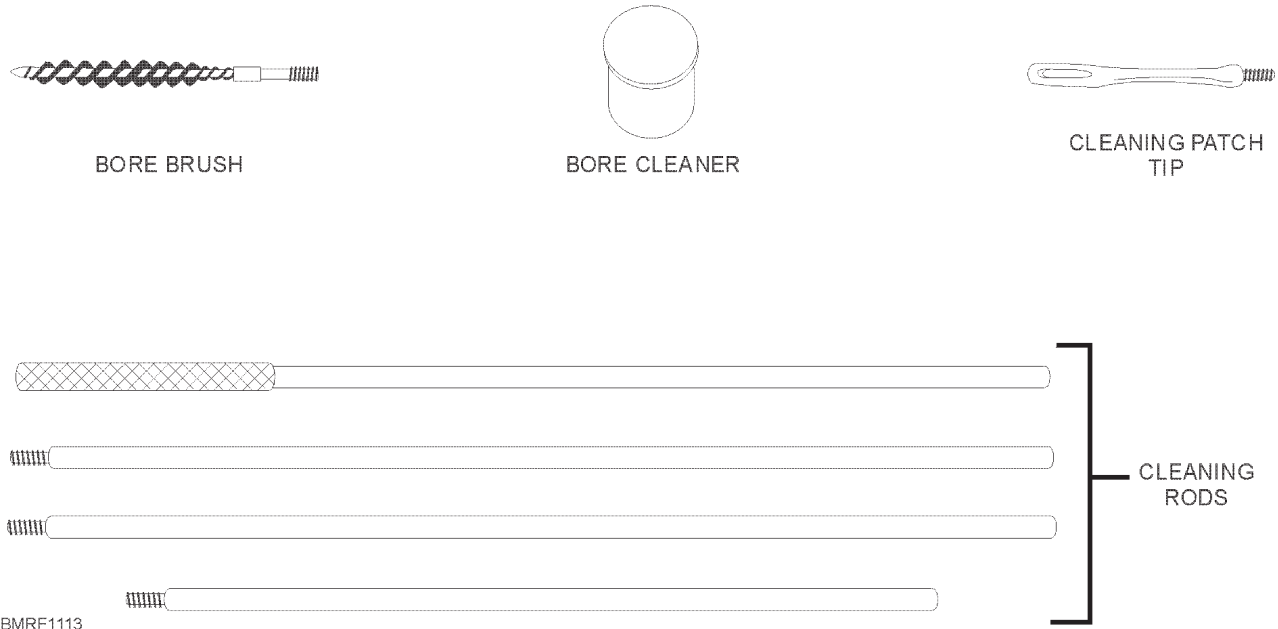 BORE BRUSH
BORE CLEANER
CLEANING PATCH
TIP
CLEANING
RODS
BMRF1113